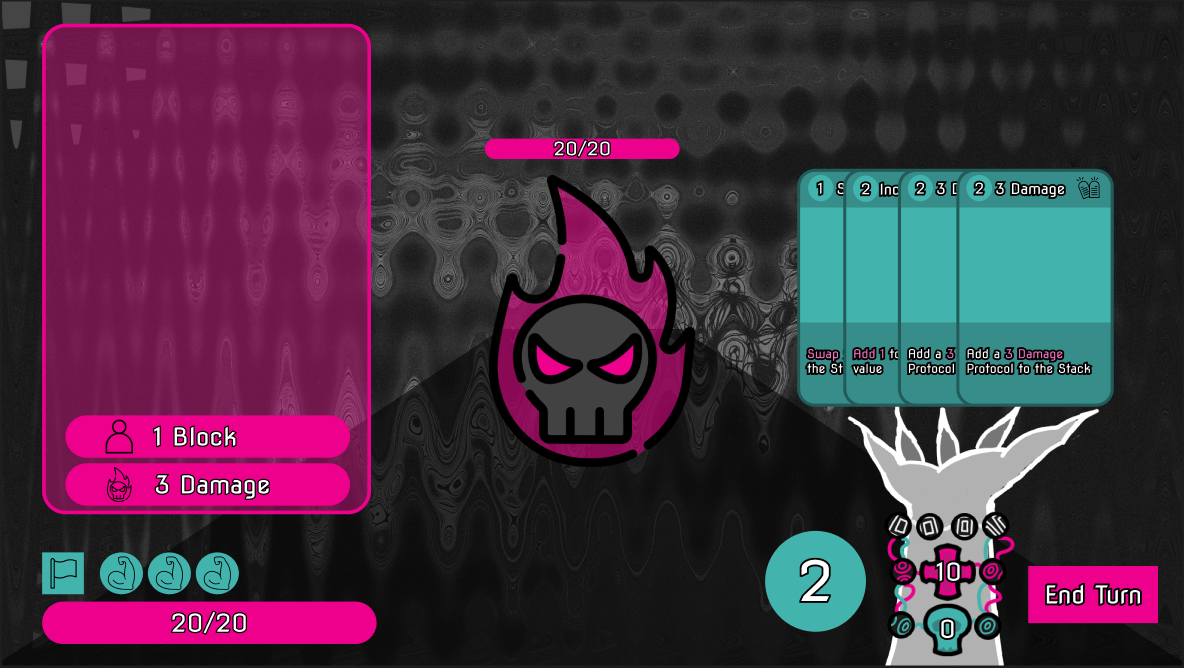 20/20
1 Block
3 Damage
20/20
1 S
2 Inc
2 3 D
2 3 Damage
Swap
the St
Add 1 to
value
Add a 3
Protocol
Add a 3 Damage
Protocol to the Stack
2
10
0
End Turn